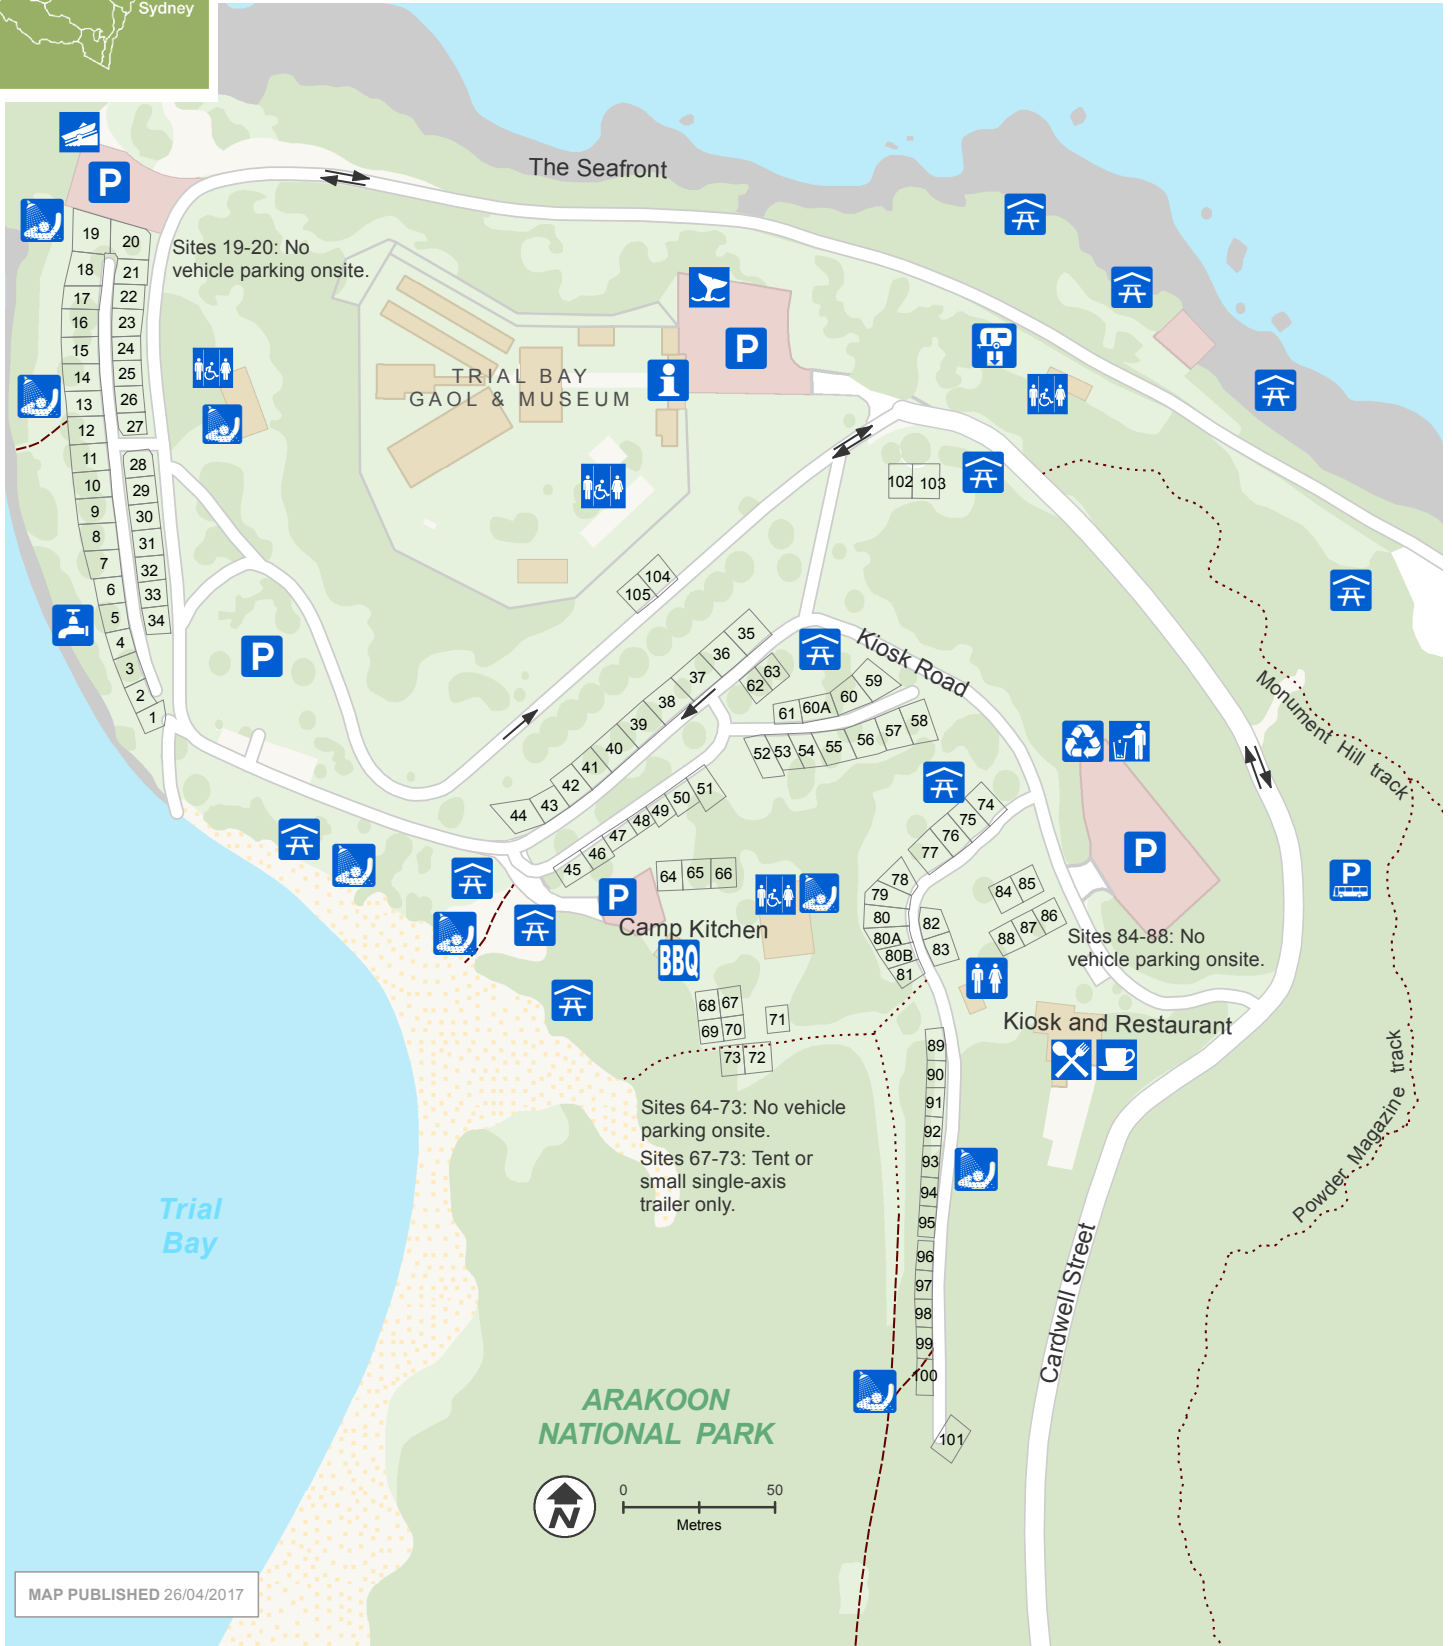 Sydney
The Seafront
P
19
20
Sites 19-20: No
vehicle parking onsite.
18
21
17
22
16
23
15
24
14
25
13
26
12
27
11
28
10
29
9
30
8
31
7
32
6
33
5
34
4
3
2
1
P
TRIAL BAY
GAOL & MUSEUM
i
P
102 103
104
105
35
36
37
38
39
40
41
42
43
44
63
62
Kiosk Road
59
60
60A
61
58
57
56
55
54
53
52
51
50
49
48
47
46
45
64 65 66
P
Camp Kitchen
BBQ
74
75
76
77
78
79
80
80A
80B
81
82
83
84 85
86
87
88
P
Sites 84-88: No
vehicle parking onsite.
Monument Hill track
P
68 67
69 70
71
73 72
Kiosk and Restaurant
89
90
91
92
93
94
95
96
97
98
99
100
101
Sites 64-73: No vehicle
parking onsite.
Sites 67-73: Tent or
small single-axis
trailer only.
Powder Magazine track
Cardwell Street
Trial
Bay
ARAKOON
NATIONAL PARK
N
0 50
Metres
MAP PUBLISHED 26/04/2017